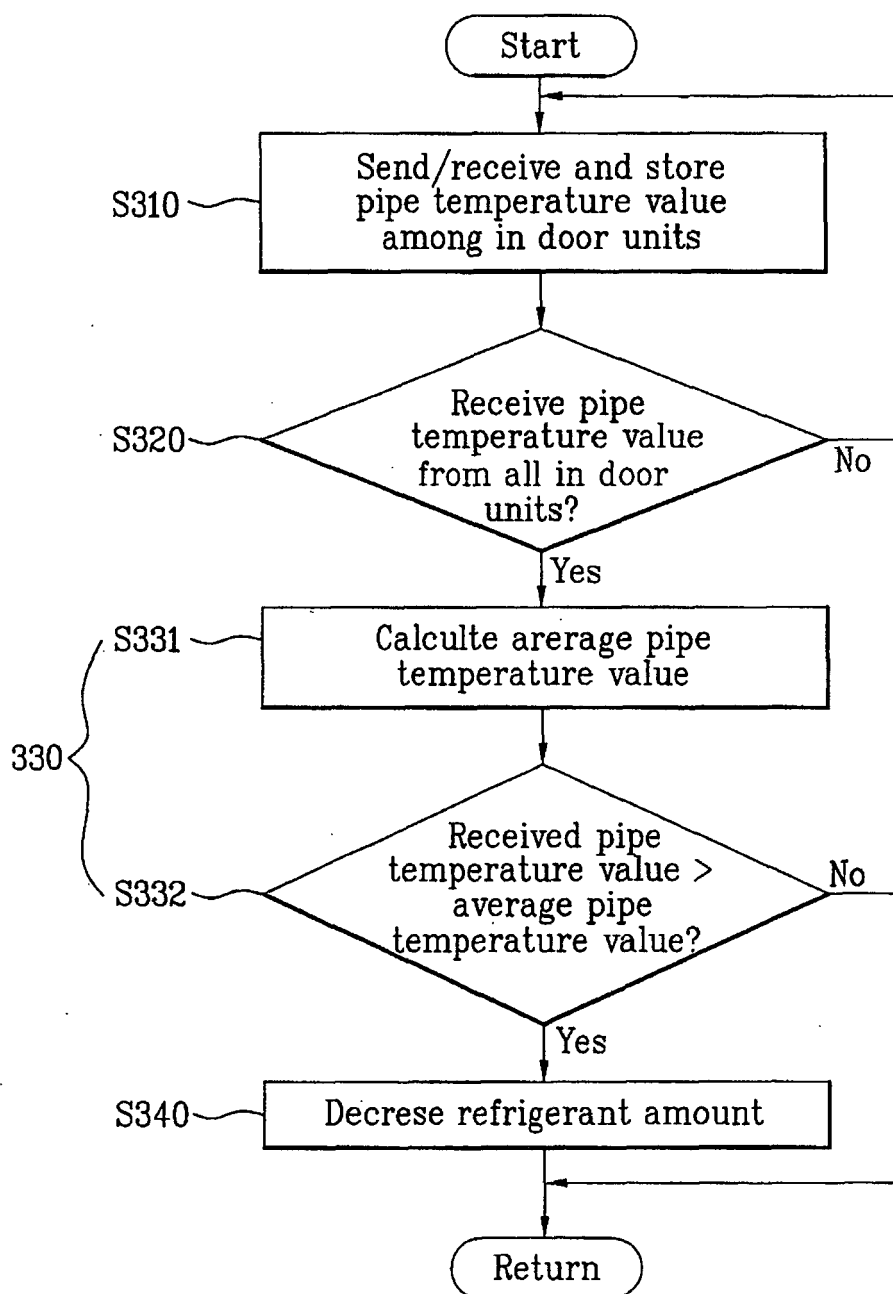 Start
S310
Send/receive and store
pipe temperature value
among in door units
S320
Receive pipe
temperature value
from all in door
units?
No
Yes
S331
Calculte arerage pipe
temperature value
330
S332
Received pipe
temperature value >
average pipe
temperature value?
No
Yes
S340
Decrese refrigerant amount
Return